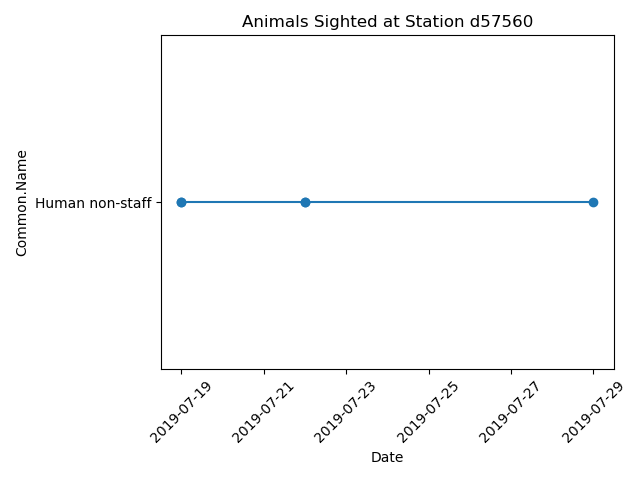 Animals Sighted at Station d57560
Common.Name
Human non-staff
2019-07-19
2019-07-21
2019-07-23
2019-07-25
2019-07-27
2019-07-29
Date